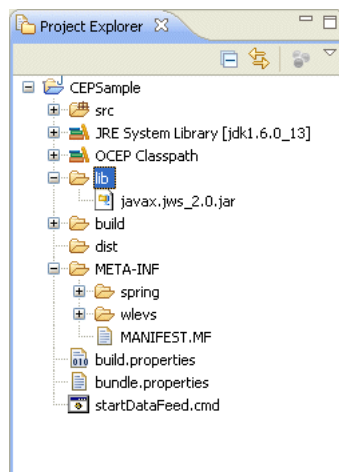 Project Explorer
CEPSample
src
JRE System Library [jdk1.6.0_13]
OCEP Classpath
lib
javax.jws_2.0.jar
build
dist
META-INF
spring
wlevs
MANIFEST.MF
build.properties
bundle.properties
startDataFeed.cmd